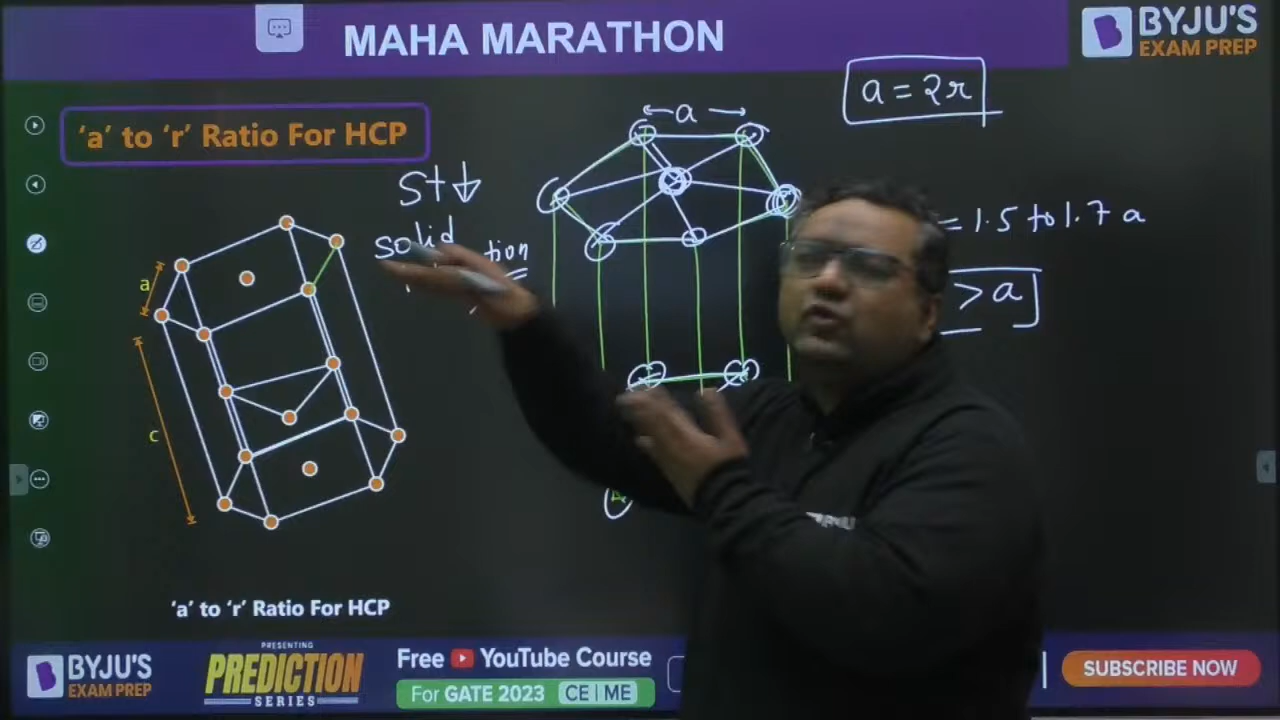 MAHA MARATHON
BYJU'S
EXAM PREP
'a' to 'r' Ratio For HCP
a = 2r
← a →
St↓
solid
tion
= 1.5 to 1.7 a
> a
a
c
'a' to 'r' Ratio For HCP
BYJU'S
EXAM PREP
PRESENTING
PREDICTION
SERIES
Free YouTube Course
For GATE 2023 CE | ME
SUBSCRIBE NOW